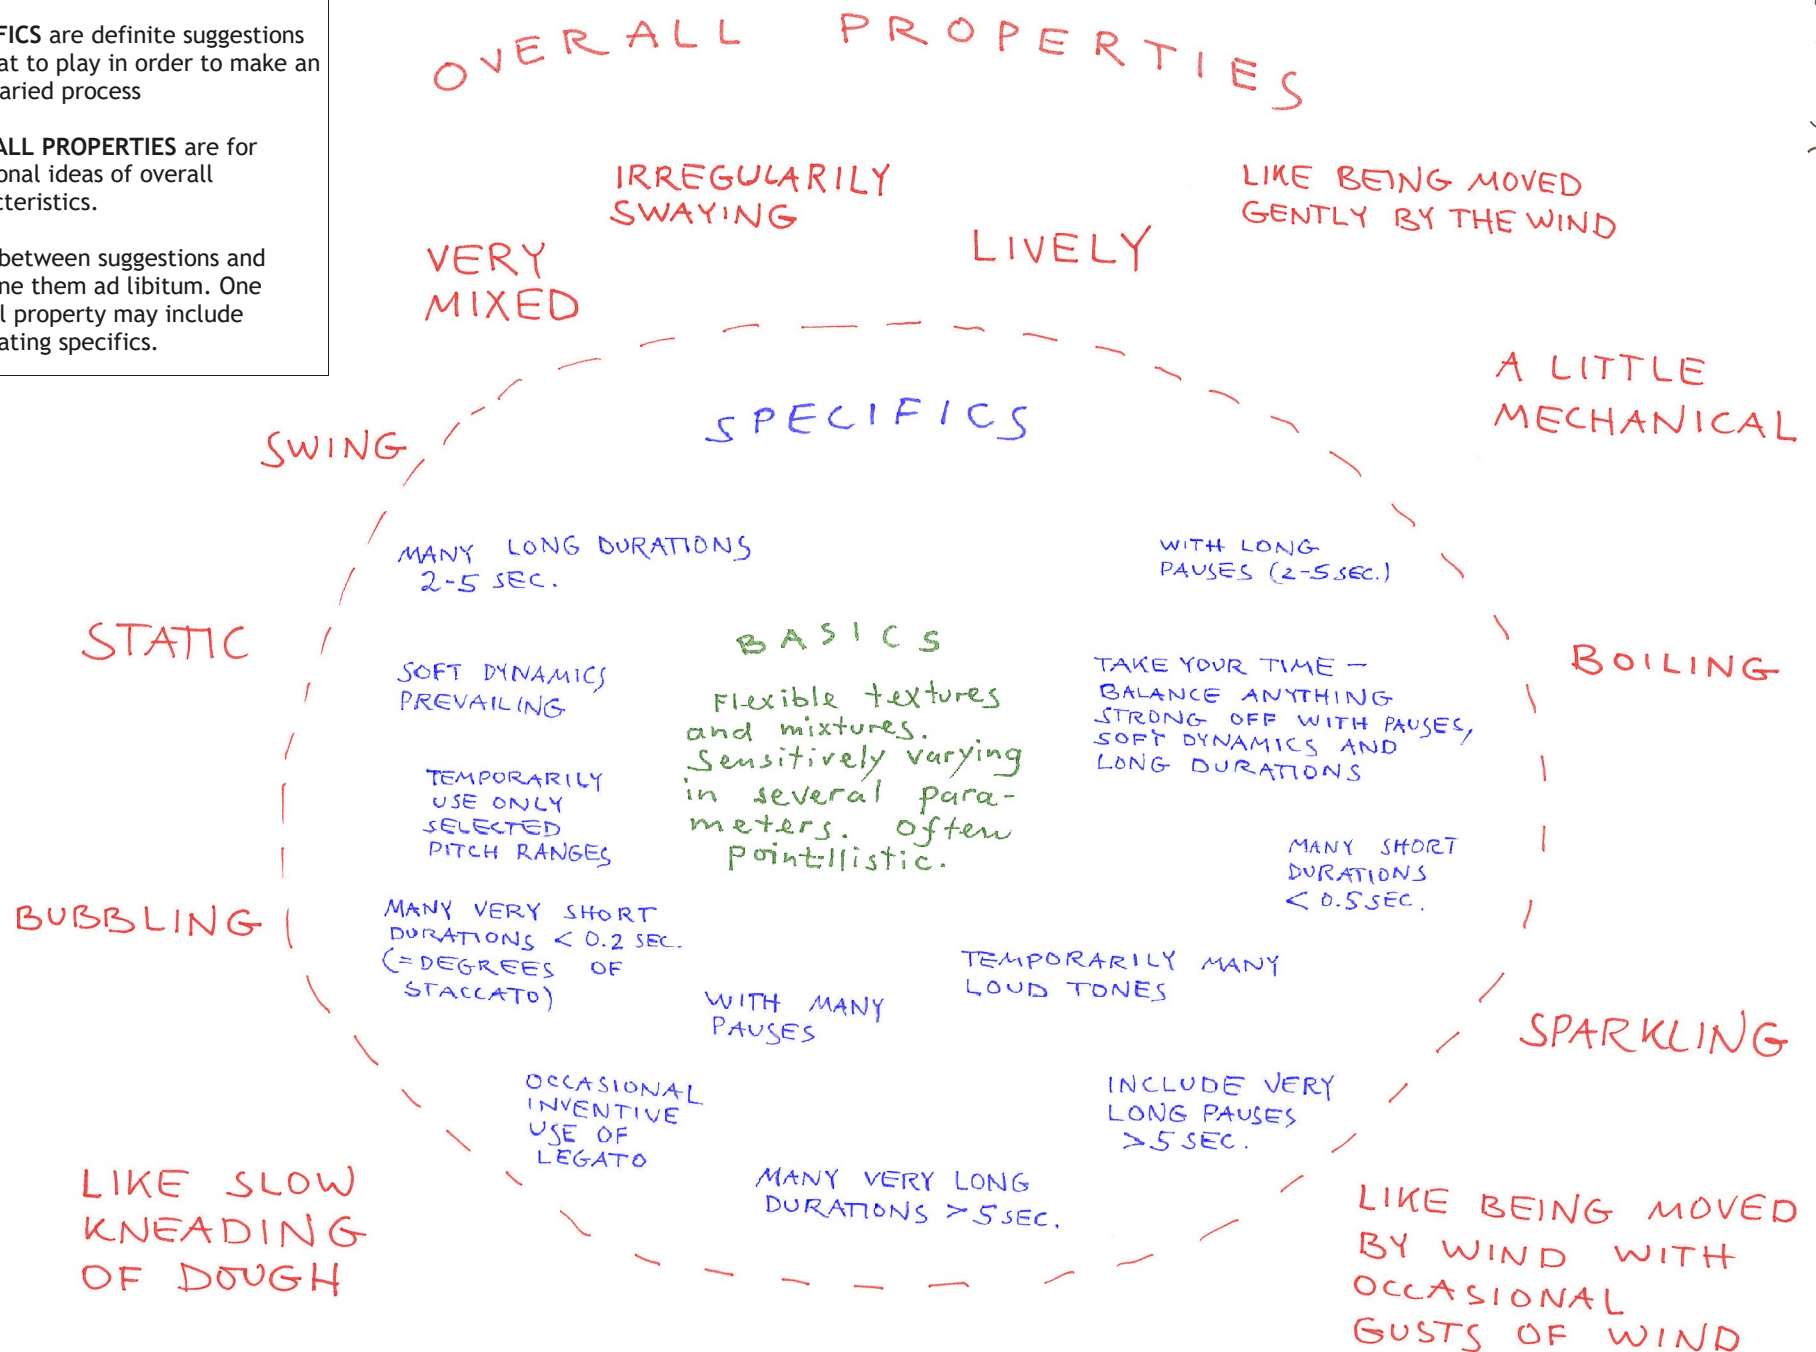 FICS are definite suggestions
at to play in order to make an
aried process
ALL PROPERTIES are for
onal ideas of overall
cteristics.
between suggestions and
ne them ad libitum. One
l property may include
ating specifics.
OVERALL PROPERTIES
IRREGULARILY
SWAYING
LIKE BEING MOVED
GENTLY BY THE WIND
VERY
MIXED
LIVELY
A LITTLE
MECHANICAL
SWING
SPECIFICS
MANY LONG DURATIONS
2-5 SEC.
WITH LONG
PAUSES (2-5 SEC.)
STATIC
BOILING
SOFT DYNAMICS
PREVAILING
BASICS
Flexible textures
and mixtures.
Sensitively varying
in several para-
meters. Often
pointillistic.
TAKE YOUR TIME –
BALANCE ANYTHING
STRONG OFF WITH PAUSES,
SOFT DYNAMICS AND
LONG DURATIONS
TEMPORARILY
USE ONLY
SELECTED
PITCH RANGES
MANY SHORT
DURATIONS
< 0.5 SEC.
BUBBLING
MANY VERY SHORT
DURATIONS < 0.2 SEC.
(=DEGREES OF
STACCATO)
WITH MANY
PAUSES
TEMPORARILY MANY
LOUD TONES
SPARKLING
OCCASIONAL
INVENTIVE
USE OF
LEGATO
INCLUDE VERY
LONG PAUSES
>5 SEC.
MANY VERY LONG
DURATIONS > 5 SEC.
LIKE SLOW
KNEADING
OF DOUGH
LIKE BEING MOVED
BY WIND WITH
OCCASIONAL
GUSTS OF WIND